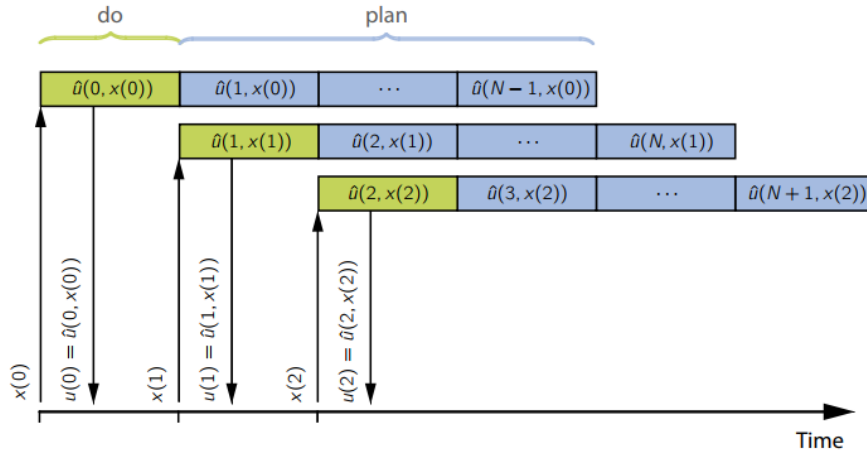 do plan
û(0, x(0)) û(1, x(0)) ⋯ û(N − 1, x(0))
û(1, x(1)) û(2, x(1)) ⋯ û(N, x(1))
û(2, x(2)) û(3, x(2)) ⋯ û(N + 1, x(2))
x(0)
u(0) = û(0, x(0))
x(1)
u(1) = û(1, x(1))
x(2)
u(2) = û(2, x(2))
Time